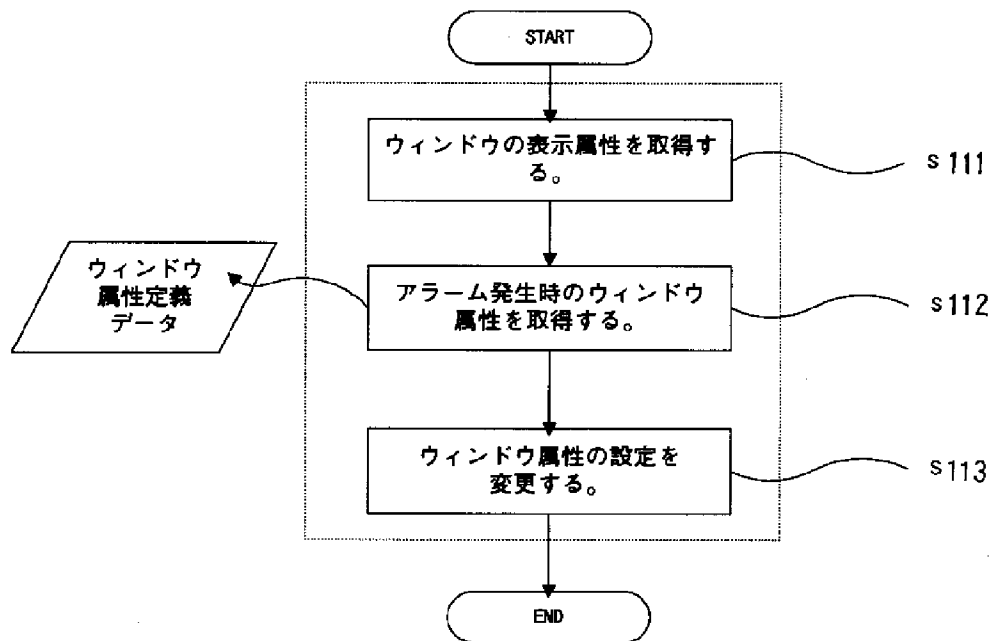 START
ウィンドウの表示属性を取得す
る。
s111
ウィンドウ
属性定義
データ
アラーム発生時のウィンドウ
属性を取得する。
s112
ウィンドウ属性の設定を
変更する。
s113
END